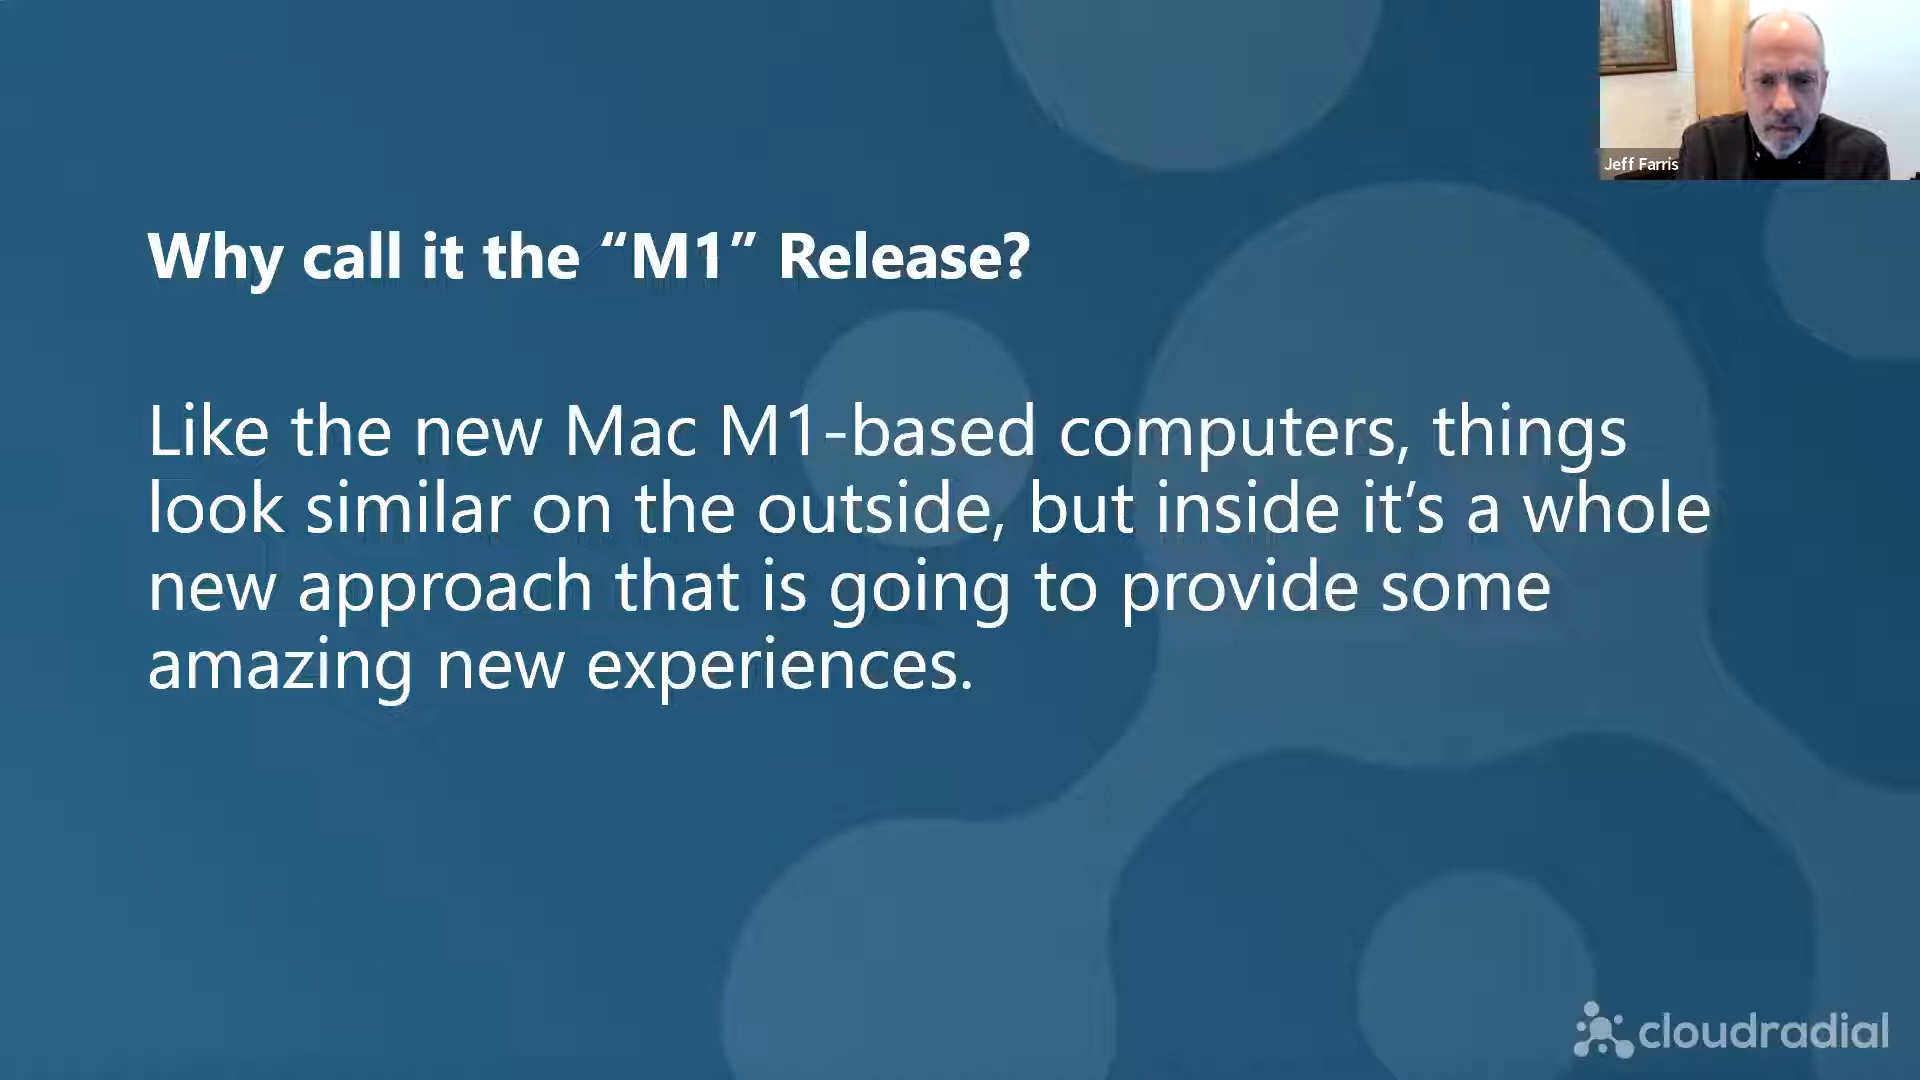 Jeff Farris
Why call it the “M1” Release?
Like the new Mac M1-based computers, things
look similar on the outside, but inside it’s a whole
new approach that is going to provide some
amazing new experiences.
cloudradial